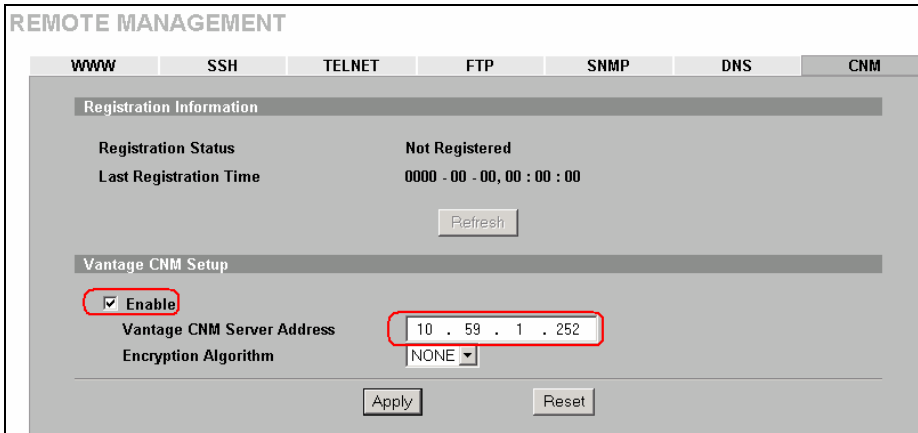 REMOTE MANAGEMENT
WWW SSH TELNET FTP SNMP DNS CNM
Registration Information
Registration Status Not Registered
Last Registration Time 0000 - 00 - 00, 00 : 00 : 00
Refresh
Vantage CNM Setup
Enable
Vantage CNM Server Address 10 . 59 . 1 . 252
Encryption Algorithm NONE
Apply Reset